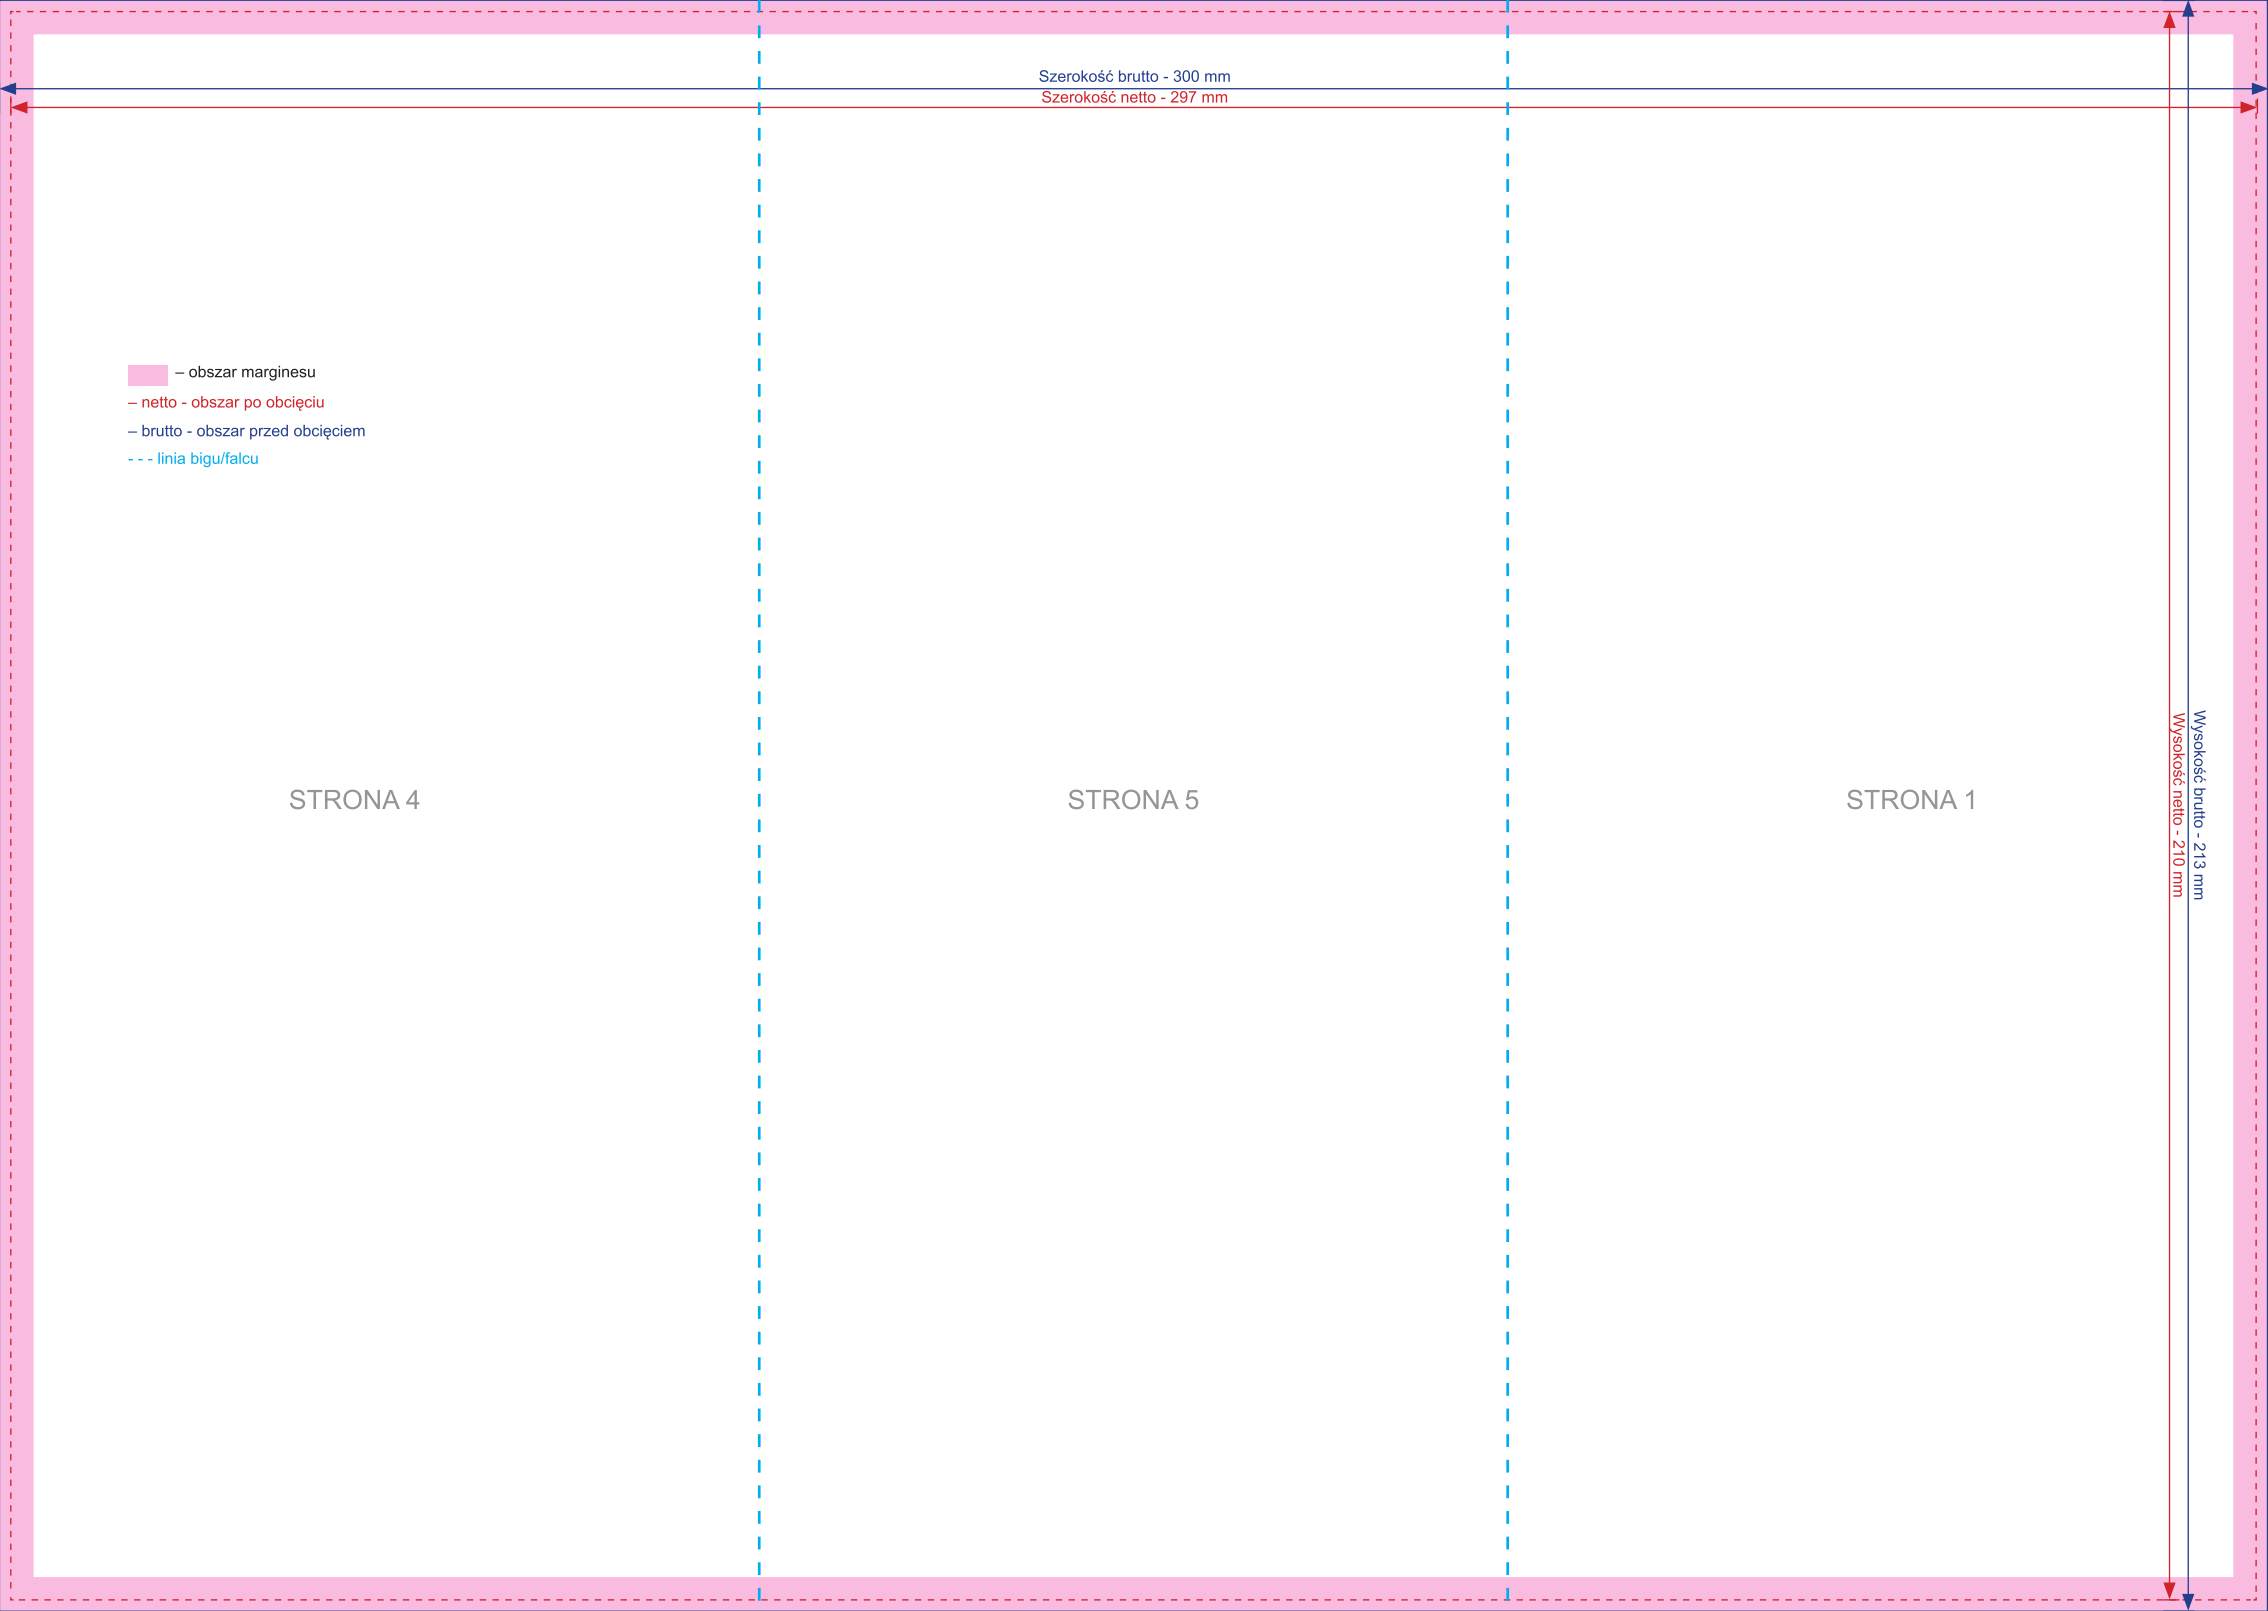 Szerokość brutto - 300 mm
Szerokość netto - 297 mm
– obszar marginesu
– netto - obszar po obcięciu
– brutto - obszar przed obcięciem
- - - linia bigu/falcu
STRONA 4
STRONA 5
STRONA 1
Wysokość netto - 210 mm
Wysokość brutto - 213 mm